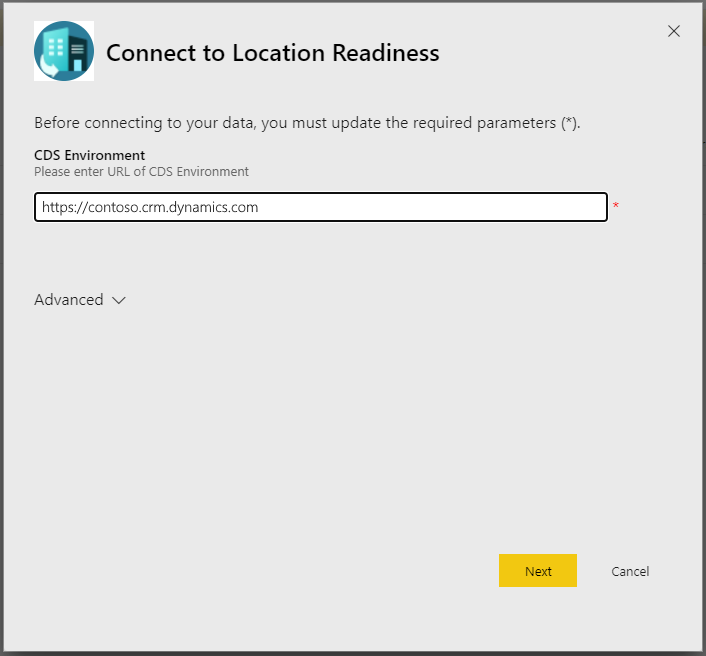 Connect to Location Readiness
Before connecting to your data, you must update the required parameters (*).
CDS Environment
Please enter URL of CDS Environment
https://contoso.crm.dynamics.com *
Advanced
Next Cancel